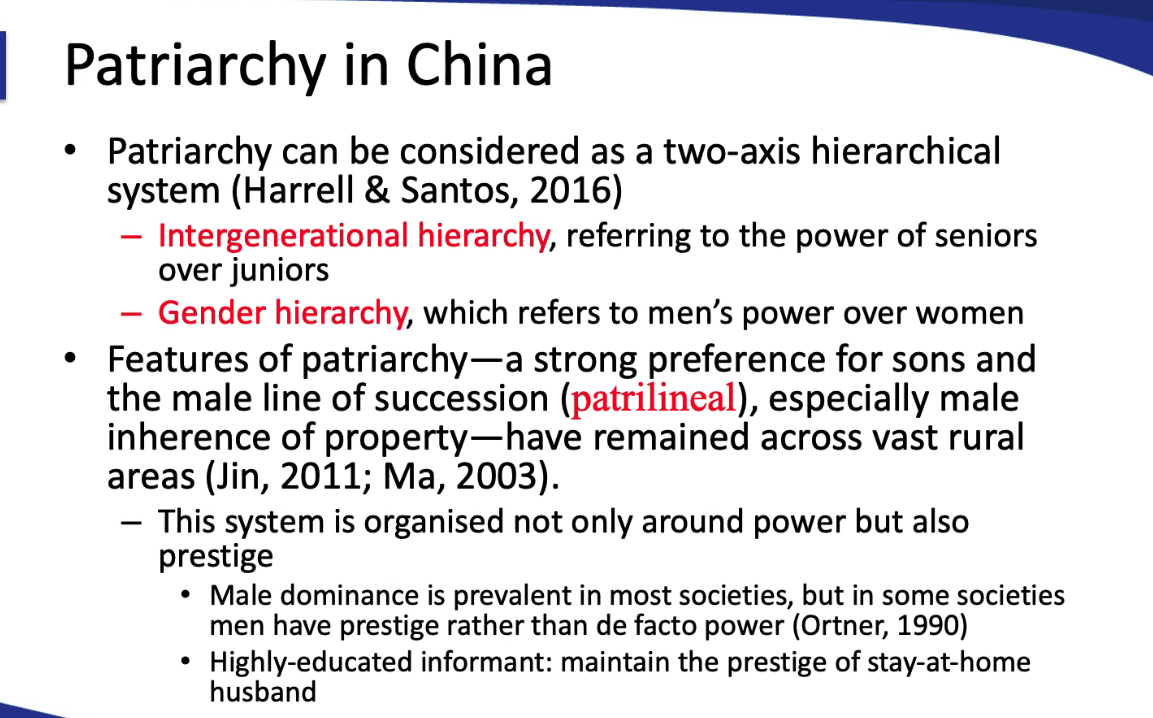 Patriarchy in China
• Patriarchy can be considered as a two-axis hierarchical
system (Harrell & Santos, 2016)
– Intergenerational hierarchy, referring to the power of seniors
over juniors
– Gender hierarchy, which refers to men’s power over women
• Features of patriarchy—a strong preference for sons and
the male line of succession (patrilineal), especially male
inherence of property—have remained across vast rural
areas (Jin, 2011; Ma, 2003).
– This system is organised not only around power but also
prestige
• Male dominance is prevalent in most societies, but in some societies
men have prestige rather than de facto power (Ortner, 1990)
• Highly-educated informant: maintain the prestige of stay-at-home
husband